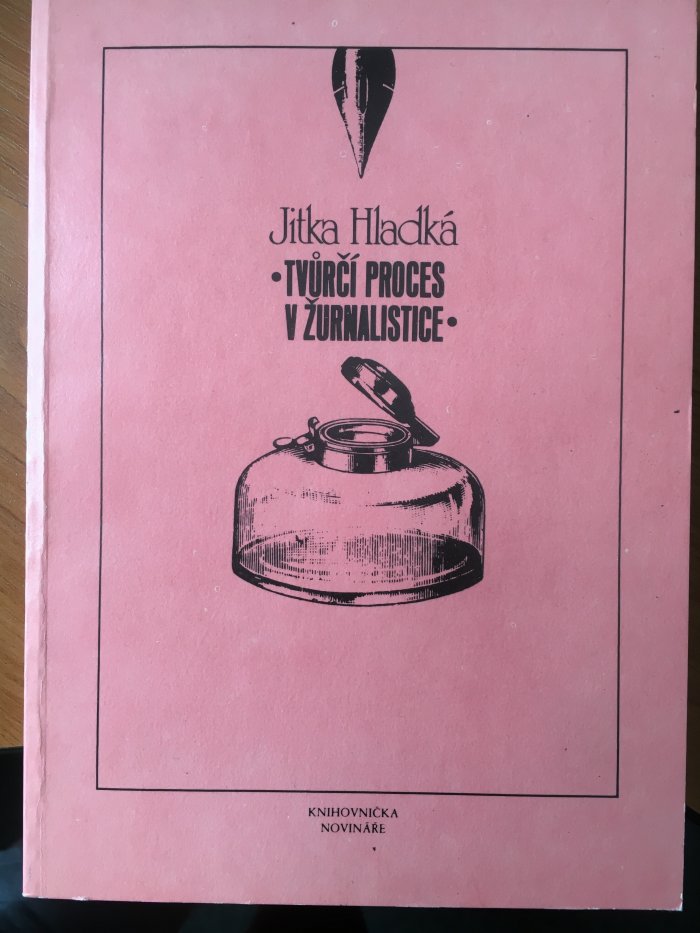 Jitka Hladká
• TVŮRČÍ PROCES
V ŽURNALISTICE •
KNIHOVNIČKA
NOVINÁŘE